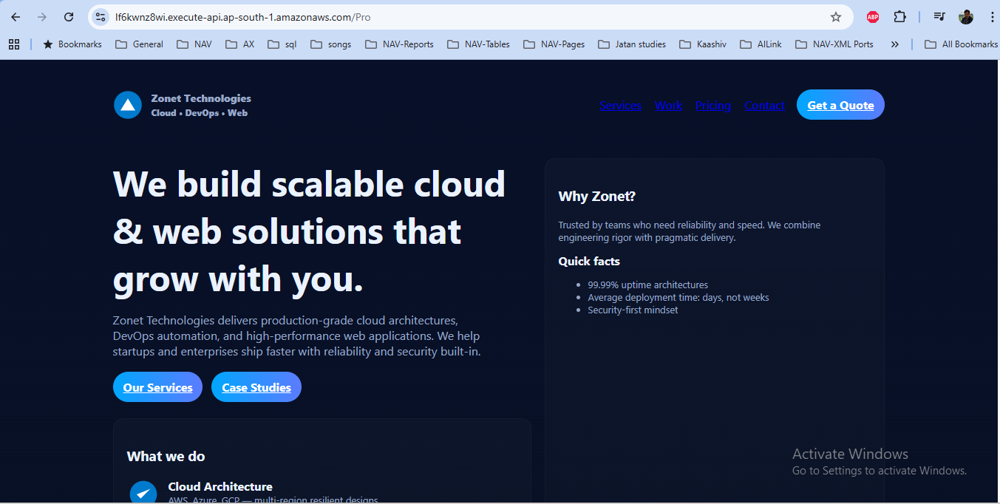 lf6kwnz8wi.execute-api.ap-south-1.amazonaws.com/Pro
ABP
Bookmarks General NAV AX sql songs NAV-Reports NAV-Tables NAV-Pages Jatan studies Kaashiv AILink NAV-XML Ports » All Bookmarks
Zonet Technologies
Cloud • DevOps • Web
Services Work Pricing Contact Get a Quote
We build scalable cloud
& web solutions that
grow with you.
Zonet Technologies delivers production-grade cloud architectures,
DevOps automation, and high-performance web applications. We help
startups and enterprises ship faster with reliability and security built-in.
Our Services Case Studies
What we do
Cloud Architecture
AWS, Azure, GCP — multi-region resilient designs
Why Zonet?
Trusted by teams who need reliability and speed. We combine
engineering rigor with pragmatic delivery.
Quick facts
• 99.99% uptime architectures
• Average deployment time: days, not weeks
• Security-first mindset
Activate Windows
Go to Settings to activate Windows.